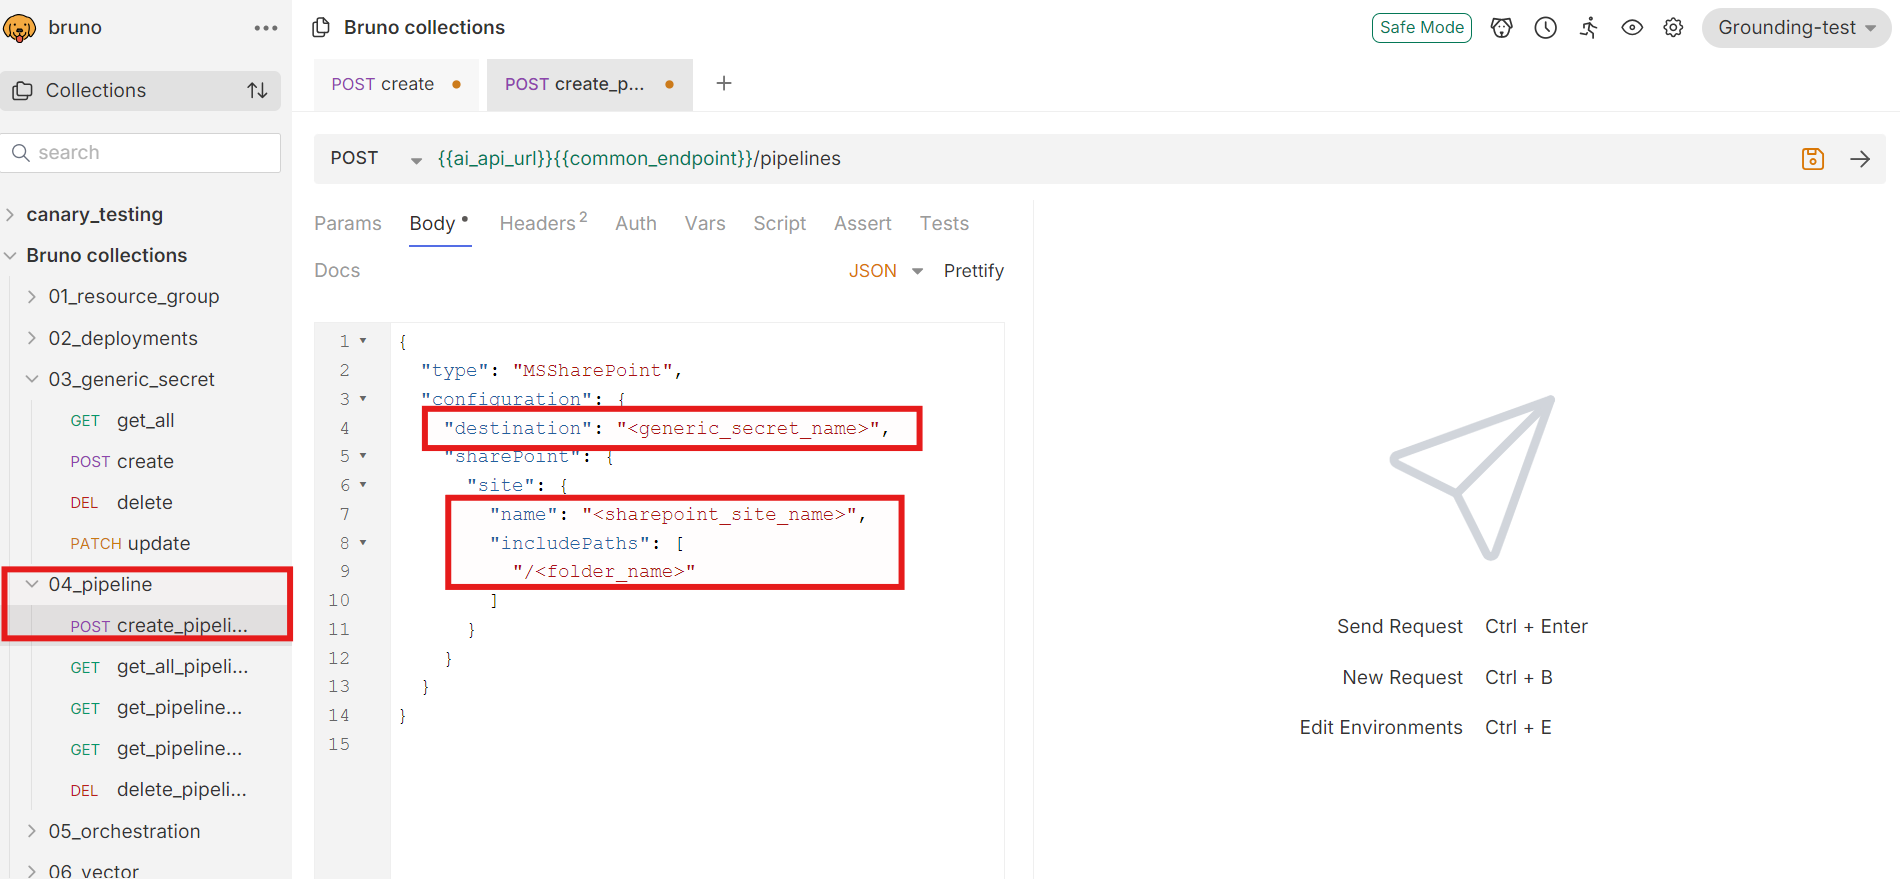 bruno
Collections
search
canary_testing
Bruno collections
01_resource_group
02_deployments
03_generic_secret
GET get_all
POST create
DEL delete
PATCH update
04_pipeline
POST create_pipeli...
GET get_all_pipeli...
GET get_pipeline...
GET get_pipeline...
DEL delete_pipeli...
05_orchestration
06_vector
Bruno collections
Safe Mode
Grounding-test
POST create
POST create_p...
POST {{ai_api_url}}{{common_endpoint}}/pipelines
Params Body Headers 2 Auth Vars Script Assert Tests
Docs JSON Prettify
1 {
2 "type": "MSSharePoint",
3 "configuration": {
4 "destination": "<generic_secret_name>",
5 "sharePoint": {
6 "site": {
7 "name": "<sharepoint_site_name>",
8 "includePaths": [
9 "/<folder_name>"
10 ]
11 }
12 }
13 }
14 }
15
Send Request Ctrl + Enter
New Request Ctrl + B
Edit Environments Ctrl + E